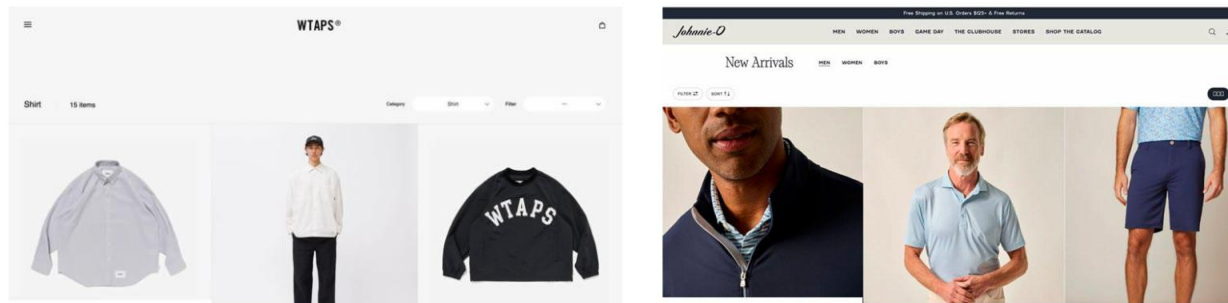 WTAPS®
Shirt 15 items
Category Shirt
Filter —
WTAPS
Free Shipping on U.S. Orders $125+ & Free Returns
Johnnie-O MEN WOMEN BOYS GAME DAY THE CLUBHOUSE STORES SHOP THE CATALOG
New Arrivals MEN WOMEN BOYS
FILTER SORT